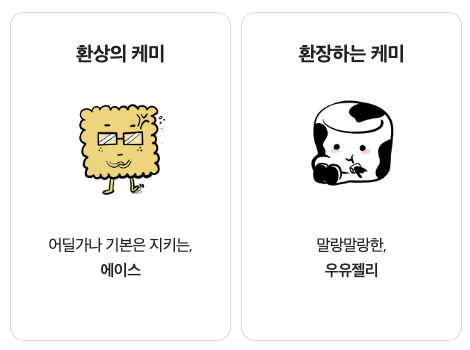 환상의 케미
어딜가나 기본은 지키는,
에이스
환장하는 케미
말랑말랑한,
우유젤리